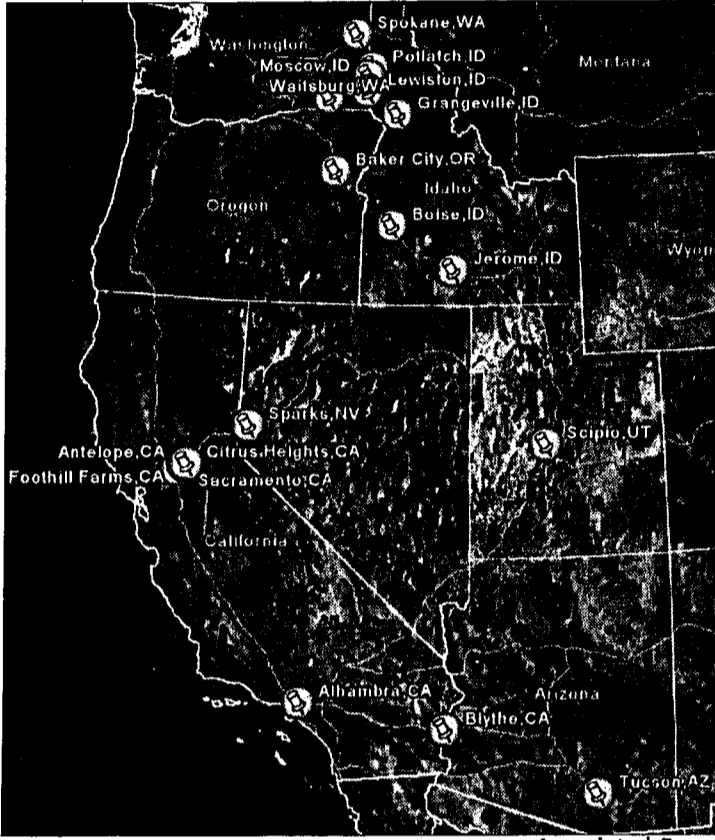 Spokane,WA
Washington
Potlatch,ID
Moscow,ID
Montana
Lewiston,ID
Waitsburg,WA
Grangeville,ID
Baker City,OR
Idaho
Oregon
Boise,ID
Wyom
Jerome,ID
Sparks,NV
Scipio,UT
Antelope,CA
Citrus Heights,CA
Foothill Farms,CA
Sacramento,CA
California
Alhambra,CA
Arizona
Blythe,CA
Tucson,AZ